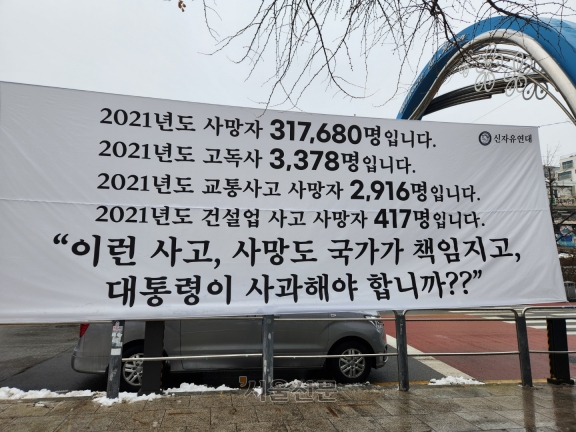 2021년도 사망자 317,680명입니다.
신자유연대
2021년도 고독사 3,378명입니다.
2021년도 교통사고 사망자 2,916명입니다.
2021년도 건설업 사고 사망자 417명입니다.
“이런 사고, 사망도 국가가 책임지고,
대통령이 사과해야 합니까??”
서울신문